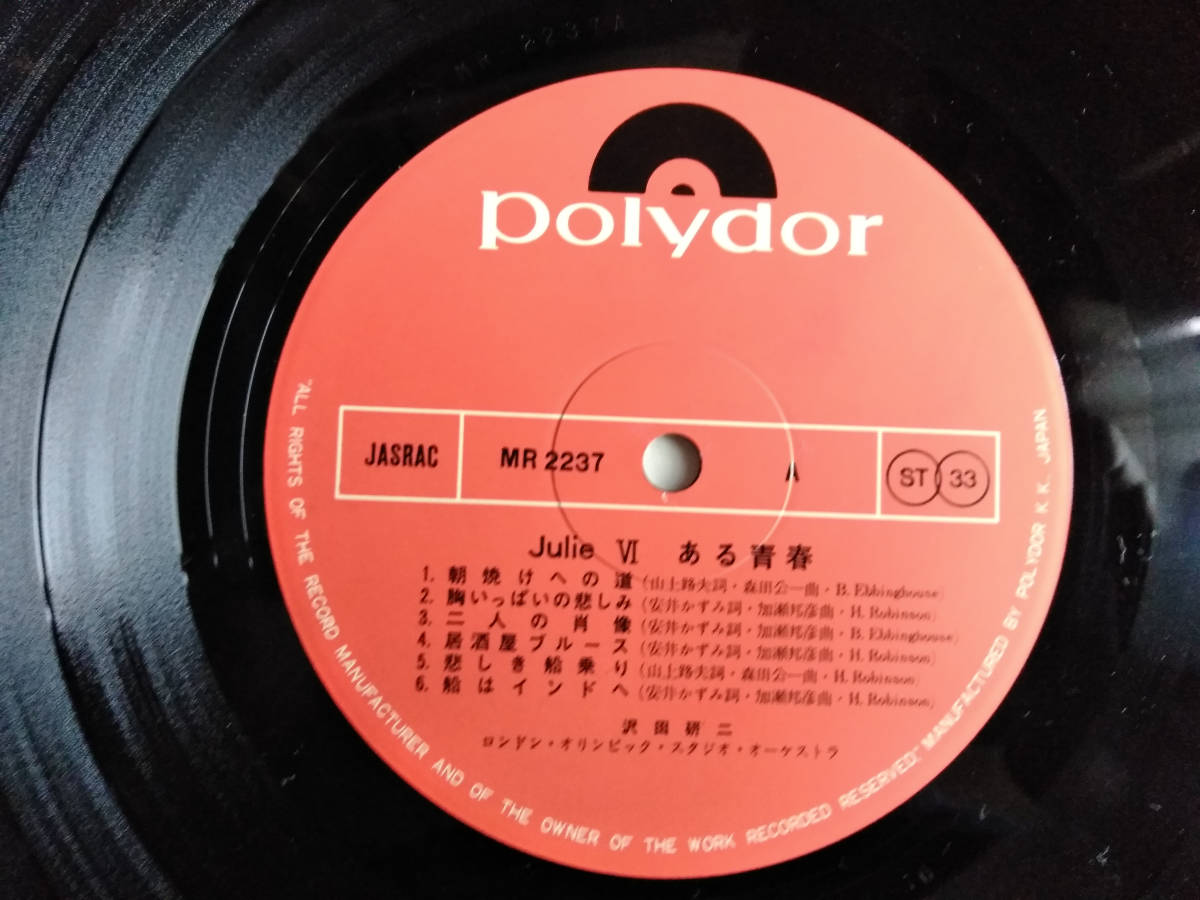 MR 2237 A
polydor
JASRAC MR 2237 A ST 33
Julie Ⅵ ある青春
1. 朝焼けへの道 (山上路夫詞・森田公一曲・B. Ebbinghouse)
2. 胸いっぱいの悲しみ (安井かずみ詞・加瀬邦彦曲・H. Robinson)
3. 二人の肖像 (安井かずみ詞・加瀬邦彦曲・B. Ebbinghouse)
4. 居酒屋ブルース (安井かずみ詞・加瀬邦彦曲・H. Robinson)
5. 悲しき船乗り (山上路夫詞・森田公一曲・H. Robinson)
6. 船はインドへ (安井かずみ詞・加瀬邦彦曲・H. Robinson)
沢田研二
ロンドン・オリンピック・スタジオ・オーケストラ
"ALL RIGHTS OF THE RECORD MANUFACTURER AND OF THE OWNER OF THE WORK RECORDED RESERVED." MANUFACTURED BY POLYDOR K.K. JAPAN